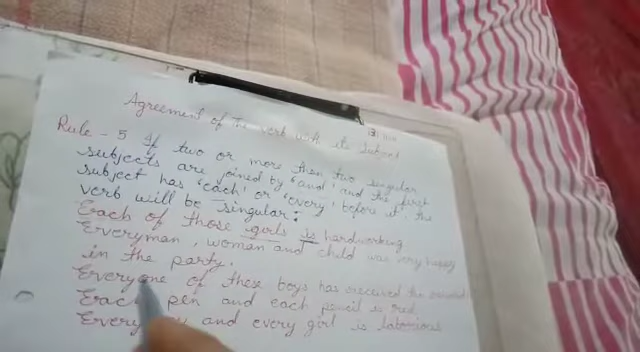 Agreement of The verb with its Subject
Rule - 5 If two or more than two singular
subjects are joined by 'and' and the first
subject has 'each' or 'every' before it, the
verb will be singular:
Each of those girls is hardworking
Everyman, woman and child was very happy
in the party.
Everyone of these boys has received the
Each pen and each pencil is red
Every and every girl is laborious